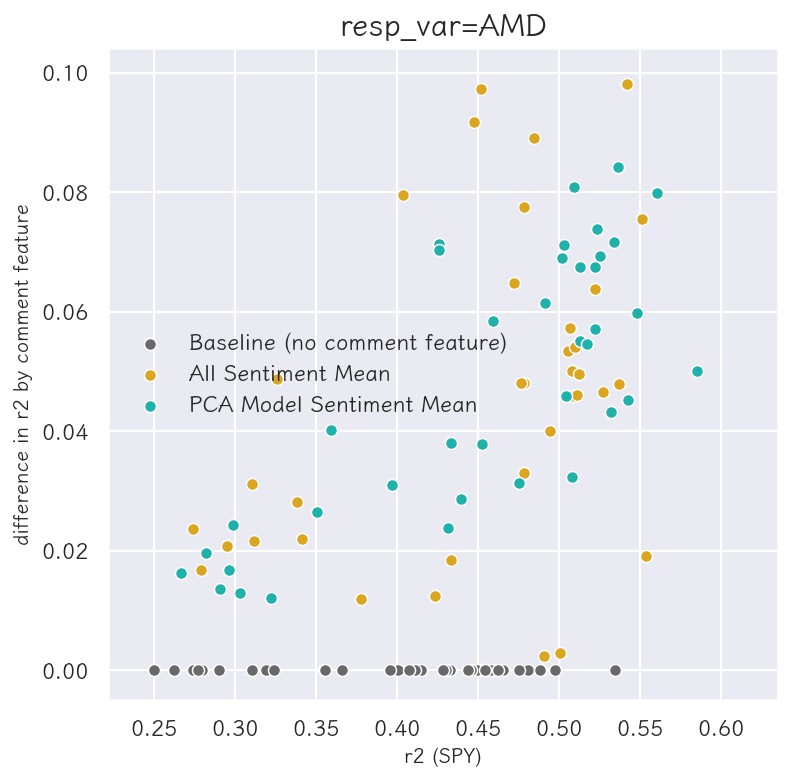 resp_var=AMD
difference in r2 by comment feature
0.10
0.08
0.06
0.04
0.02
0.00
Baseline (no comment feature)
All Sentiment Mean
PCA Model Sentiment Mean
0.25 0.30 0.35 0.40 0.45 0.50 0.55 0.60
r2 (SPY)